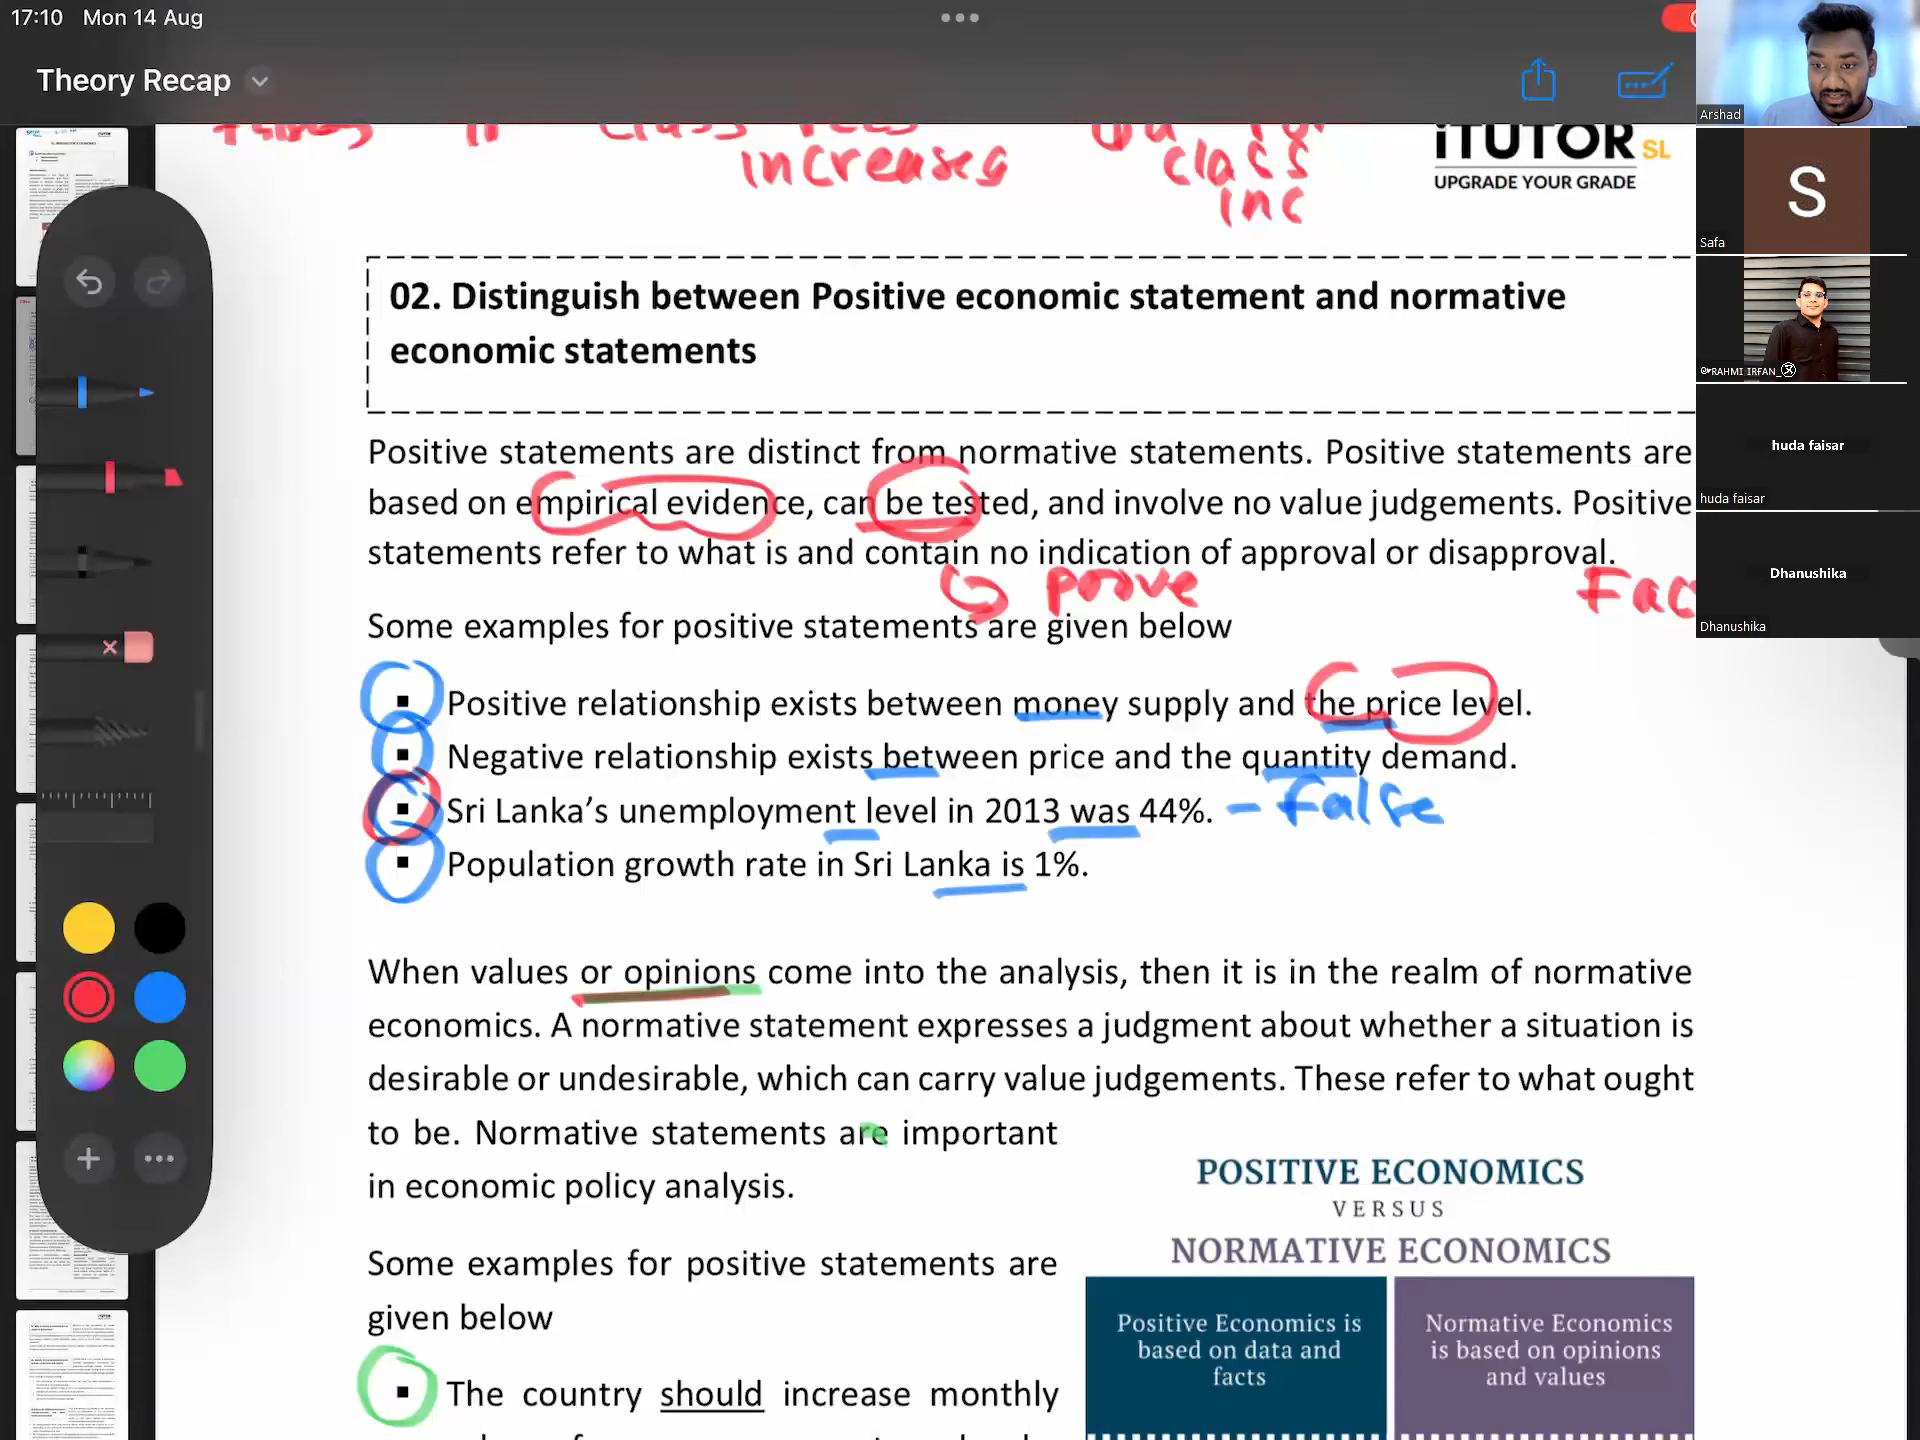 17:10 Mon 14 Aug
Theory Recap
Arshad
class
increases
class
inc
iTUTOR SL
UPGRADE YOUR GRADE
S
Safa
RAHMI IRFAN_
huda faisar
huda faisar
Dhanushika
Dhanushika
02. Distinguish between Positive economic statement and normative
economic statements
Positive statements are distinct from normative statements. Positive statements are
based on empirical evidence, can be tested, and involve no value judgements. Positive
statements refer to what is and contain no indication of approval or disapproval.
prove
Fac
Some examples for positive statements are given below
▪ Positive relationship exists between money supply and the price level.
▪ Negative relationship exists between price and the quantity demand.
▪ Sri Lanka’s unemployment level in 2013 was 44%. – False
▪ Population growth rate in Sri Lanka is 1%.
When values or opinions come into the analysis, then it is in the realm of normative
economics. A normative statement expresses a judgment about whether a situation is
desirable or undesirable, which can carry value judgements. These refer to what ought
to be. Normative statements are important
in economic policy analysis.
Some examples for positive statements are
given below
▪ The country should increase monthly
POSITIVE ECONOMICS
VERSUS
NORMATIVE ECONOMICS
Positive Economics is
based on data and
facts
Normative Economics
is based on opinions
and values